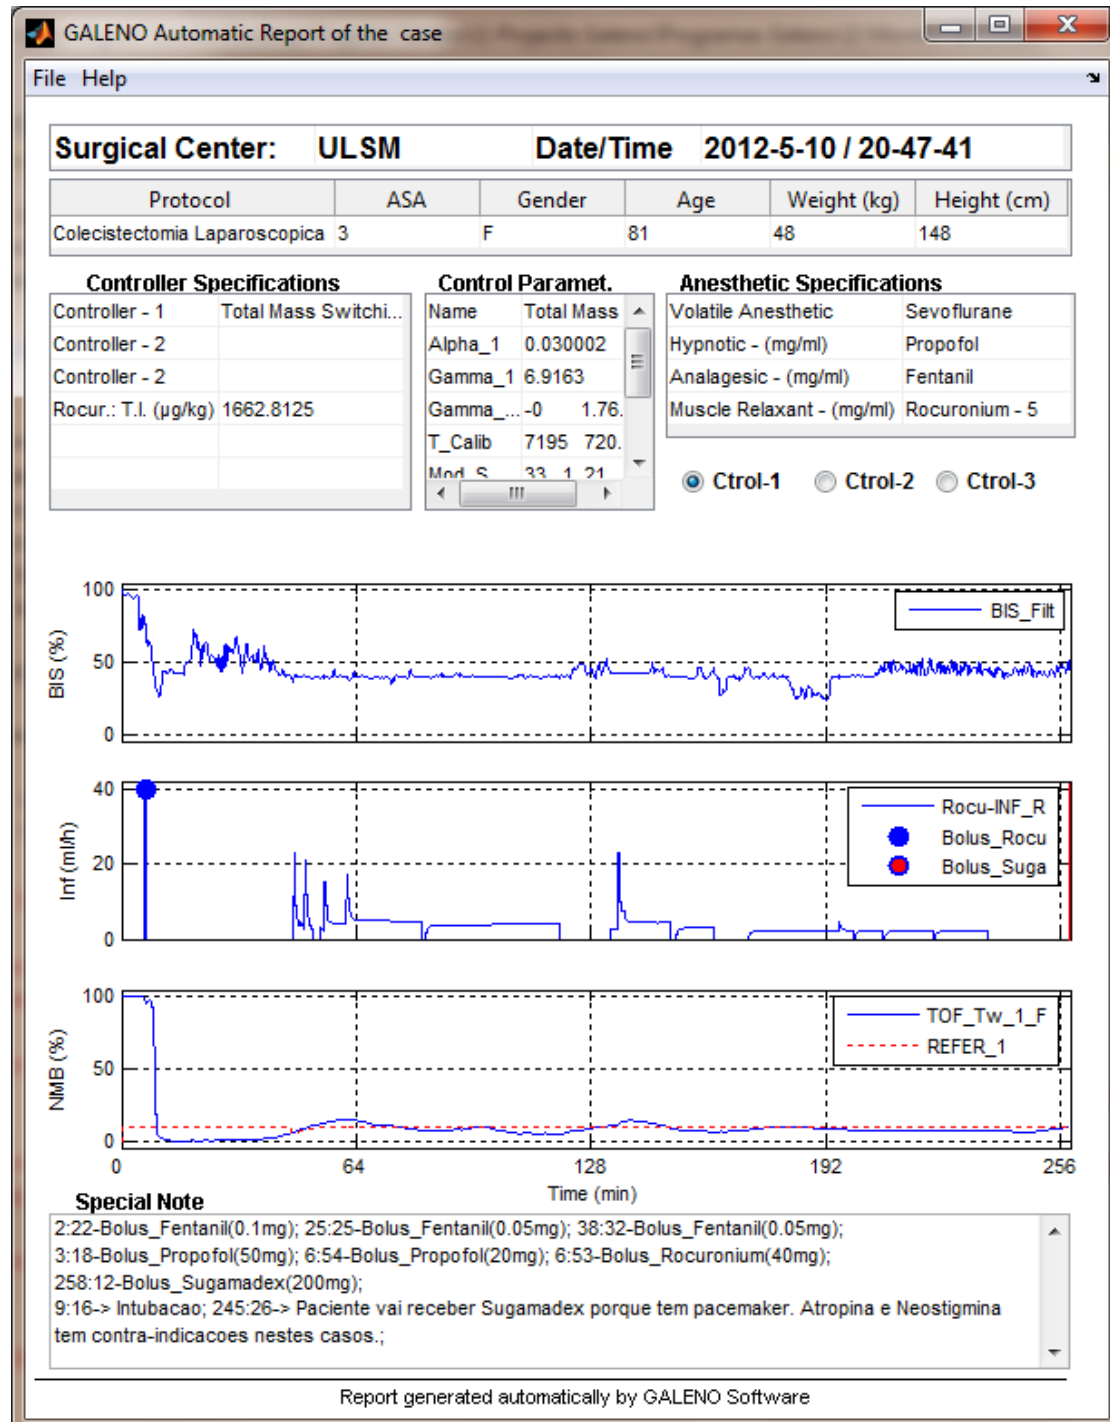 GALENO Automatic Report of the case
File Help
Surgical Center: ULSM Date/Time 2012-5-10 / 20-47-41
Protocol ASA Gender Age Weight (kg) Height (cm)
Colecistectomia Laparoscopica 3 F 81 48 148
Controller Specifications
Controller - 1 Total Mass Switchi...
Controller - 2
Controller - 2
Rocur.: T.I. (µg/kg) 1662.8125
Control Paramet.
Name Total Mass
Alpha_1 0.030002
Gamma_1 6.9163
Gamma_... -0 1.76.
T_Calib 7195 720.
Mod_S 33 1 21
Anesthetic Specifications
Volatile Anesthetic Sevoflurane
Hypnotic - (mg/ml) Propofol
Analagesic - (mg/ml) Fentanil
Muscle Relaxant - (mg/ml) Rocuronium - 5
Ctrol-1 Ctrol-2 Ctrol-3
BIS (%)
100
50
0
BIS_Filt
Inf (ml/h)
40
20
0
Rocu-INF_R
Bolus_Rocu
Bolus_Suga
NMB (%)
100
50
0
TOF_Tw_1_F
REFER_1
0 64 128 192 256
Time (min)
Special Note
2:22-Bolus_Fentanil(0.1mg); 25:25-Bolus_Fentanil(0.05mg); 38:32-Bolus_Fentanil(0.05mg);
3:18-Bolus_Propofol(50mg); 6:54-Bolus_Propofol(20mg); 6:53-Bolus_Rocuronium(40mg);
258:12-Bolus_Sugamadex(200mg);
9:16-> Intubacao; 245:26-> Paciente vai receber Sugamadex porque tem pacemaker. Atropina e Neostigmina
tem contra-indicacoes nestes casos.;
Report generated automatically by GALENO Software